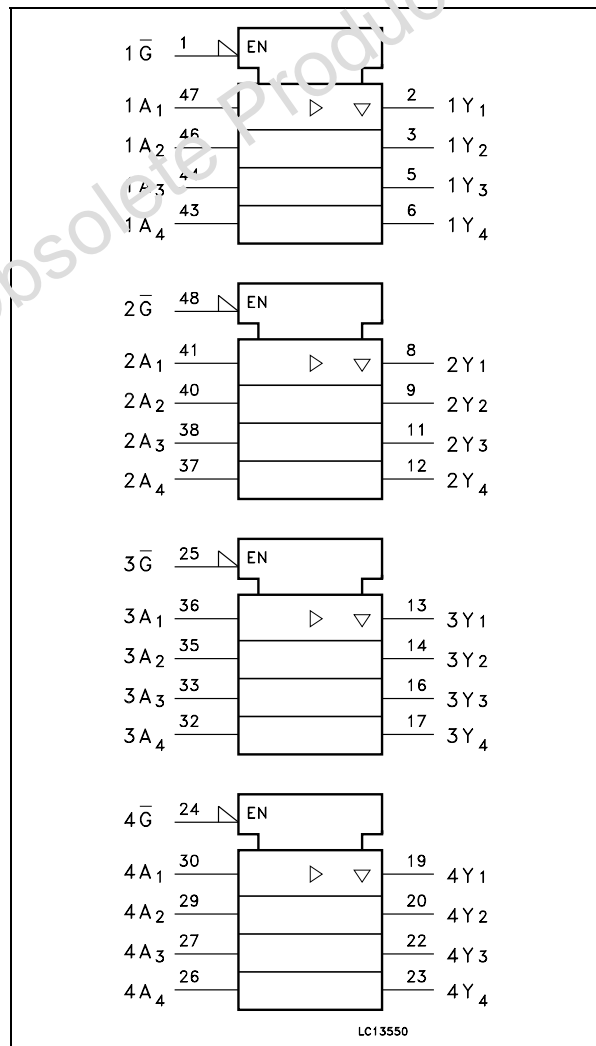 Obsolete Produc
1G̅ 1 EN
1A1 47 2 1Y1
1A2 46 3 1Y2
1A3 5 1Y3
1A4 43 6 1Y4
2G̅ 48 EN
2A1 41 8 2Y1
2A2 40 9 2Y2
2A3 38 11 2Y3
2A4 37 12 2Y4
3G̅ 25 EN
3A1 36 13 3Y1
3A2 35 14 3Y2
3A3 33 16 3Y3
3A4 32 17 3Y4
4G̅ 24 EN
4A1 30 19 4Y1
4A2 29 20 4Y2
4A3 27 22 4Y3
4A4 26 23 4Y4
LC13550